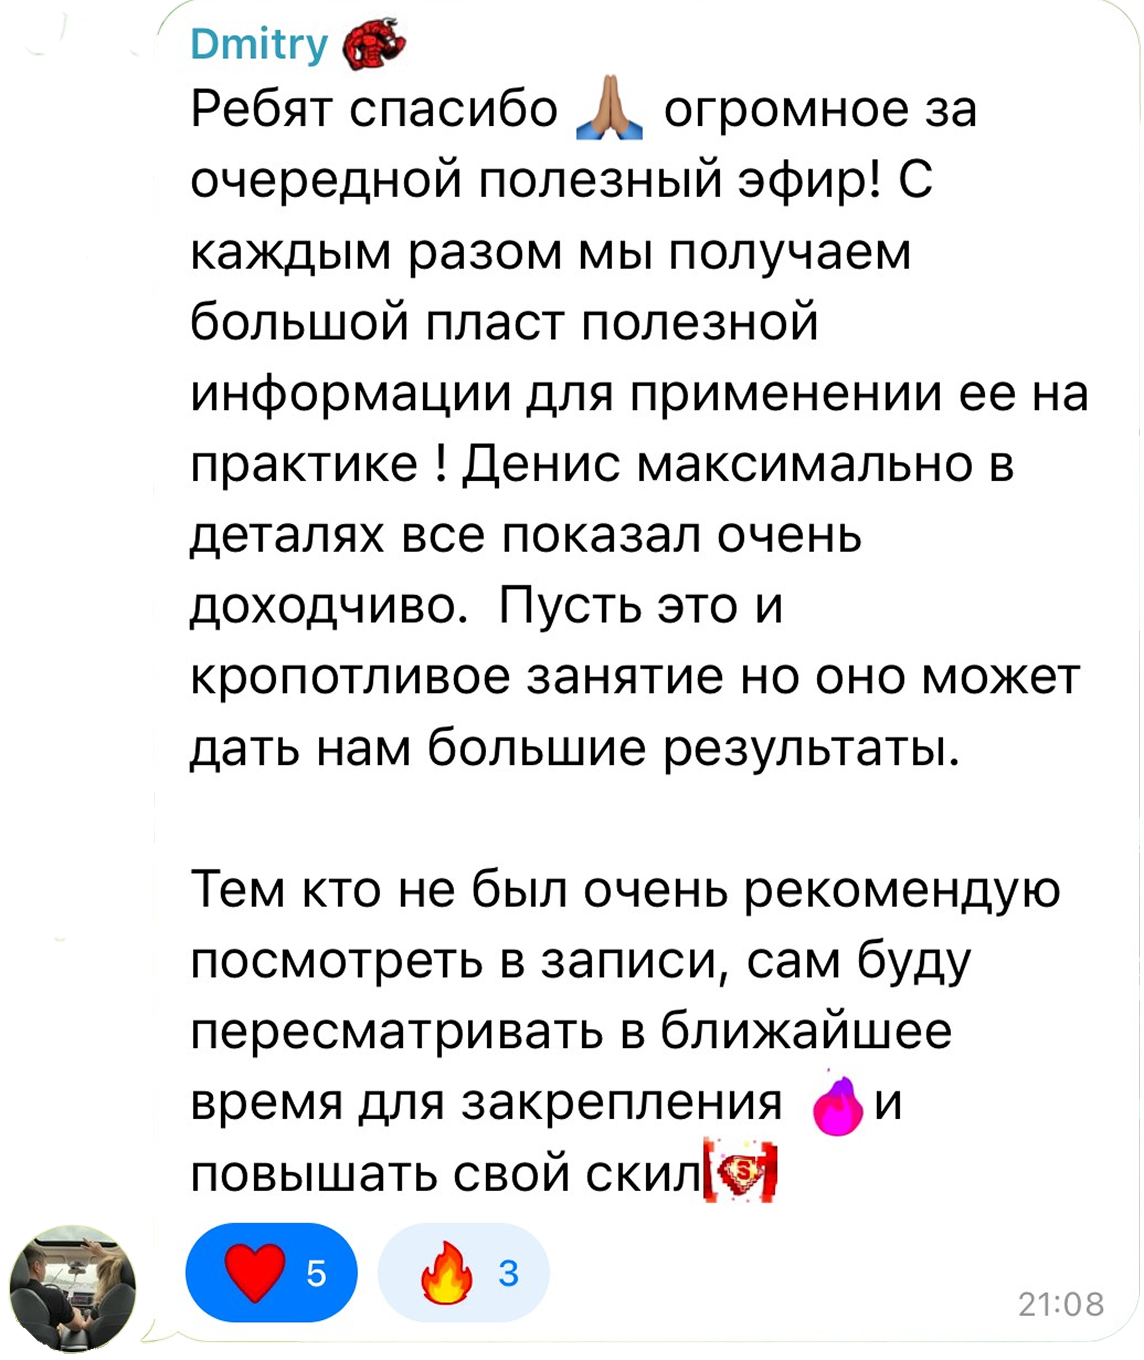 Dmitry
Ребят спасибо 🙏🏽 огромное за
очередной полезный эфир! С
каждым разом мы получаем
большой пласт полезной
информации для применении ее на
практике ! Денис максимально в
деталях все показал очень
доходчиво.  Пусть это и
кропотливое занятие но оно может
дать нам большие результаты.
Тем кто не был очень рекомендую
посмотреть в записи, сам буду
пересматривать в ближайшее
время для закрепления и
повышать свой скил
❤️ 5 🔥 3
21:08